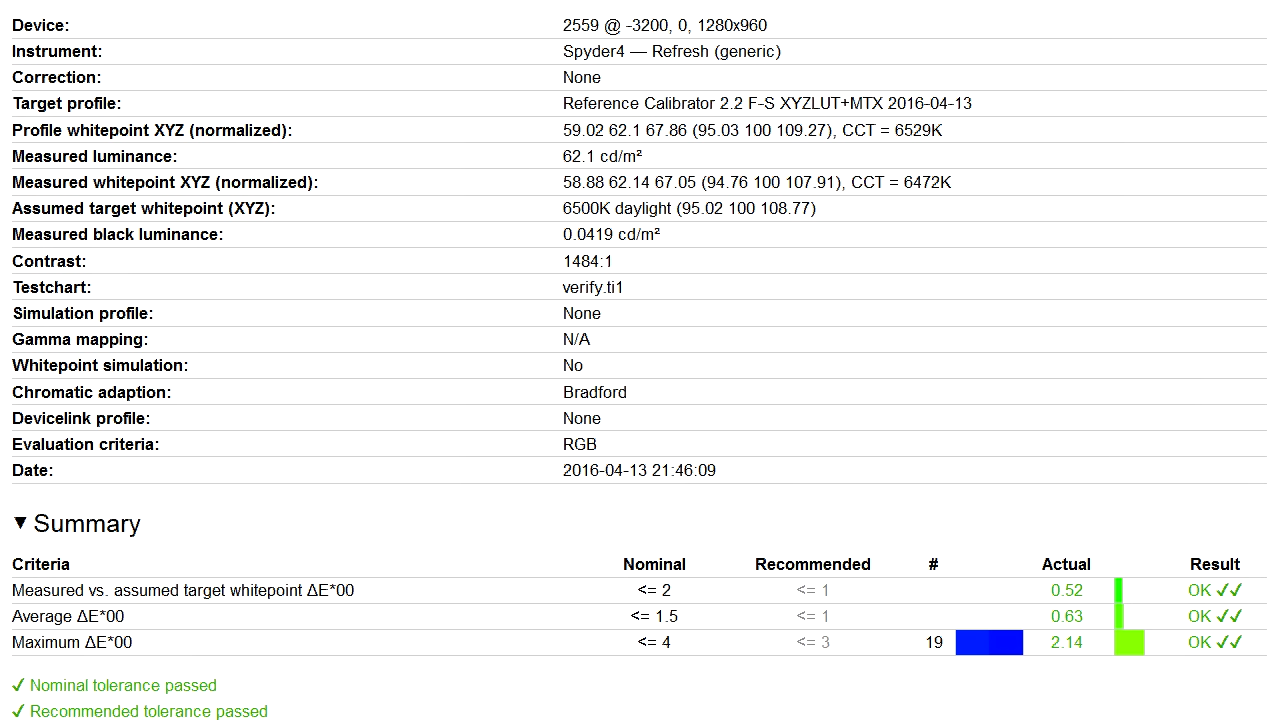 Device: 2559 @ -3200, 0, 1280x960
Instrument: Spyder4 — Refresh (generic)
Correction: None
Target profile: Reference Calibrator 2.2 F-S XYZLUT+MTX 2016-04-13
Profile whitepoint XYZ (normalized): 59.02 62.1 67.86 (95.03 100 109.27), CCT = 6529K
Measured luminance: 62.1 cd/m²
Measured whitepoint XYZ (normalized): 58.88 62.14 67.05 (94.76 100 107.91), CCT = 6472K
Assumed target whitepoint (XYZ): 6500K daylight (95.02 100 108.77)
Measured black luminance: 0.0419 cd/m²
Contrast: 1484:1
Testchart: verify.ti1
Simulation profile: None
Gamma mapping: N/A
Whitepoint simulation: No
Chromatic adaption: Bradford
Devicelink profile: None
Evaluation criteria: RGB
Date: 2016-04-13 21:46:09
▼ Summary
Criteria Nominal Recommended # Actual Result
Measured vs. assumed target whitepoint ΔE*00 <= 2 <= 1 0.52 OK ✓✓
Average ΔE*00 <= 1.5 <= 1 0.63 OK ✓✓
Maximum ΔE*00 <= 4 <= 3 19 2.14 OK ✓✓
✓ Nominal tolerance passed
✓ Recommended tolerance passed